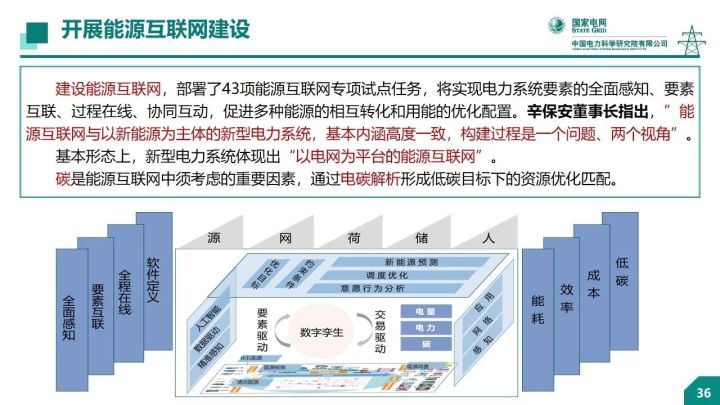 开展能源互联网建设
国家电网
STATE GRID
中国电力科学研究院有限公司
建设能源互联网，部署了43项能源互联网专项试点任务，将实现电力系统要素的全面感知、要素
互联、过程在线、协同互动，促进多种能源的相互转化和用能的优化配置。辛保安董事长指出，”能
源互联网与以新能源为主体的新型电力系统，基本内涵高度一致，构建过程是一个问题、两个视角”。
基本形态上，新型电力系统体现出“以电网为平台的能源互联网”。
碳是能源互联网中须考虑的重要因素，通过电碳解析形成低碳目标下的资源优化匹配。
源 网 荷 储 人
全面感知
要素互联
全程在线
软件定义
优化目标
约束条件
新能源预测
调度优化
意愿行为分析
人工智能
数据驱动
精准感知
要素驱动
数字孪生
交易驱动
电量
电力
碳
应用
网络
感知
能耗
效率
成本
低碳
36